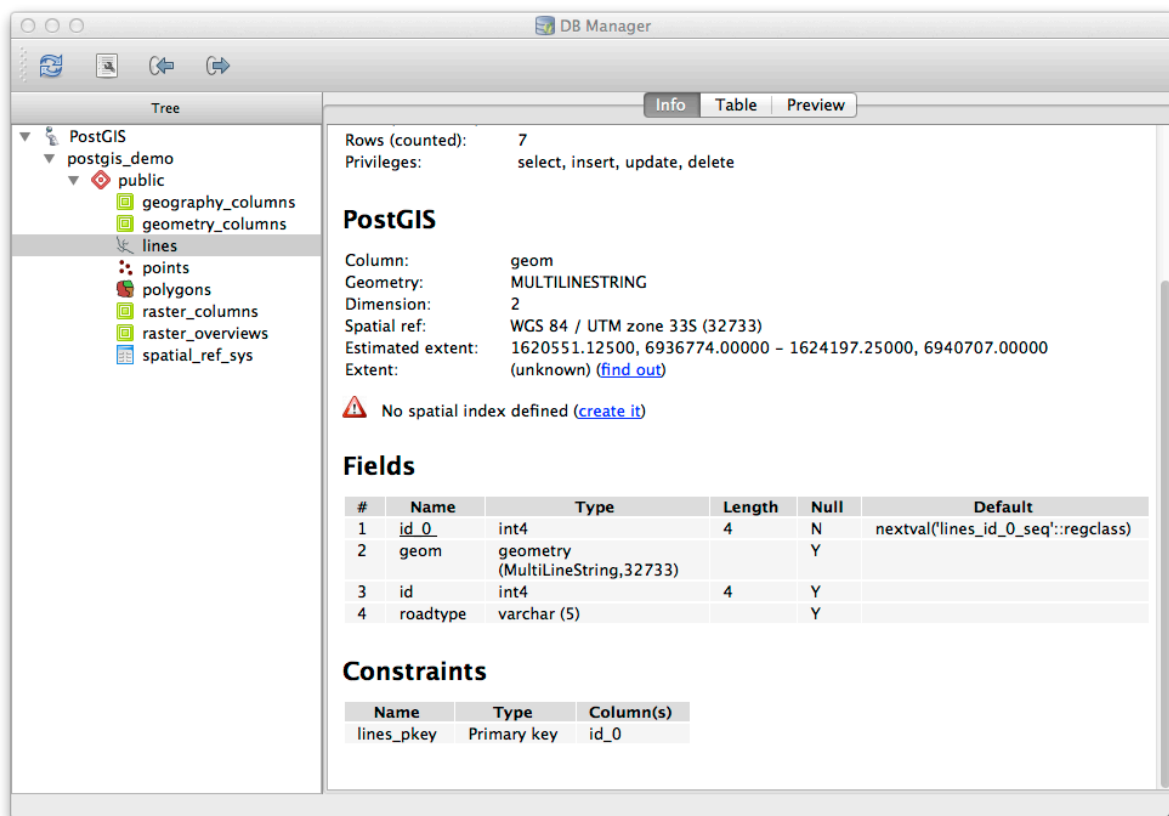 DB Manager
Tree
Info Table Preview
PostGIS
postgis_demo
public
geography_columns
geometry_columns
lines
points
polygons
raster_columns
raster_overviews
spatial_ref_sys
Rows (counted): 7
Privileges: select, insert, update, delete
PostGIS
Column: geom
Geometry: MULTILINESTRING
Dimension: 2
Spatial ref: WGS 84 / UTM zone 33S (32733)
Estimated extent: 1620551.12500, 6936774.00000 - 1624197.25000, 6940707.00000
Extent: (unknown) (find out)
No spatial index defined (create it)
Fields
# Name Type Length Null Default
1 id_0 int4 4 N nextval('lines_id_0_seq'::regclass)
2 geom geometry Y
(MultiLineString,32733)
3 id int4 4 Y
4 roadtype varchar (5) Y
Constraints
Name Type Column(s)
lines_pkey Primary key id_0